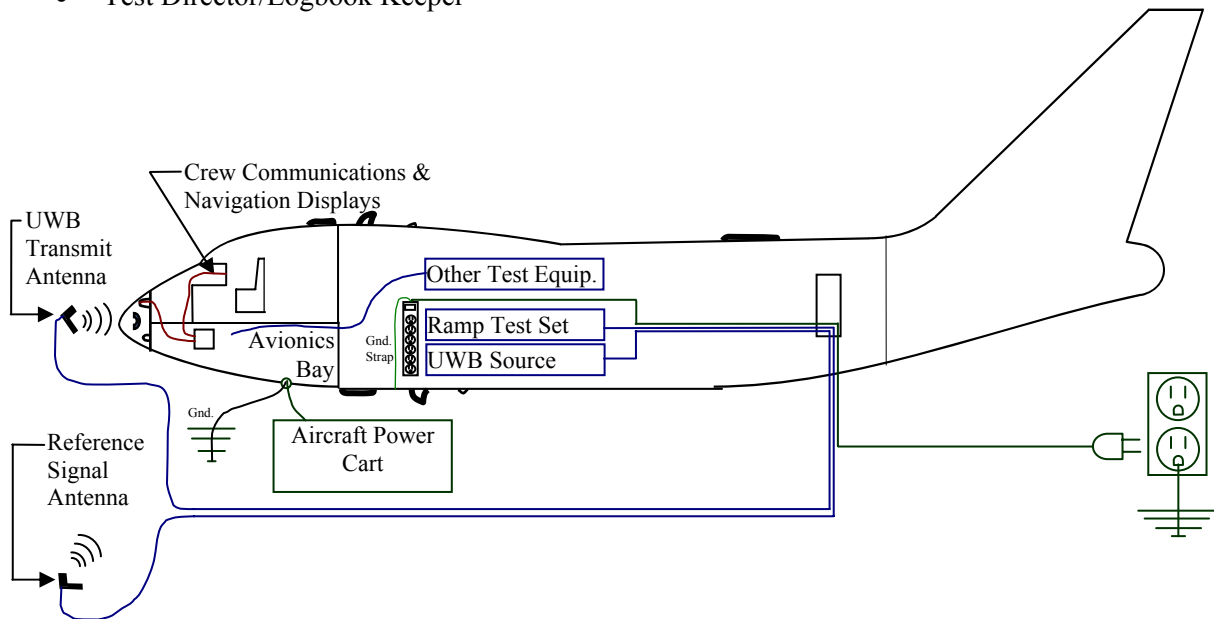 • Test Director/Logbook Keeper
Crew Communications &
Navigation Displays
UWB
Transmit
Antenna
Other Test Equip.
Ramp Test Set
UWB Source
Gnd.
Strap
Avionics
Bay
Gnd.
Aircraft Power
Cart
Reference
Signal
Antenna